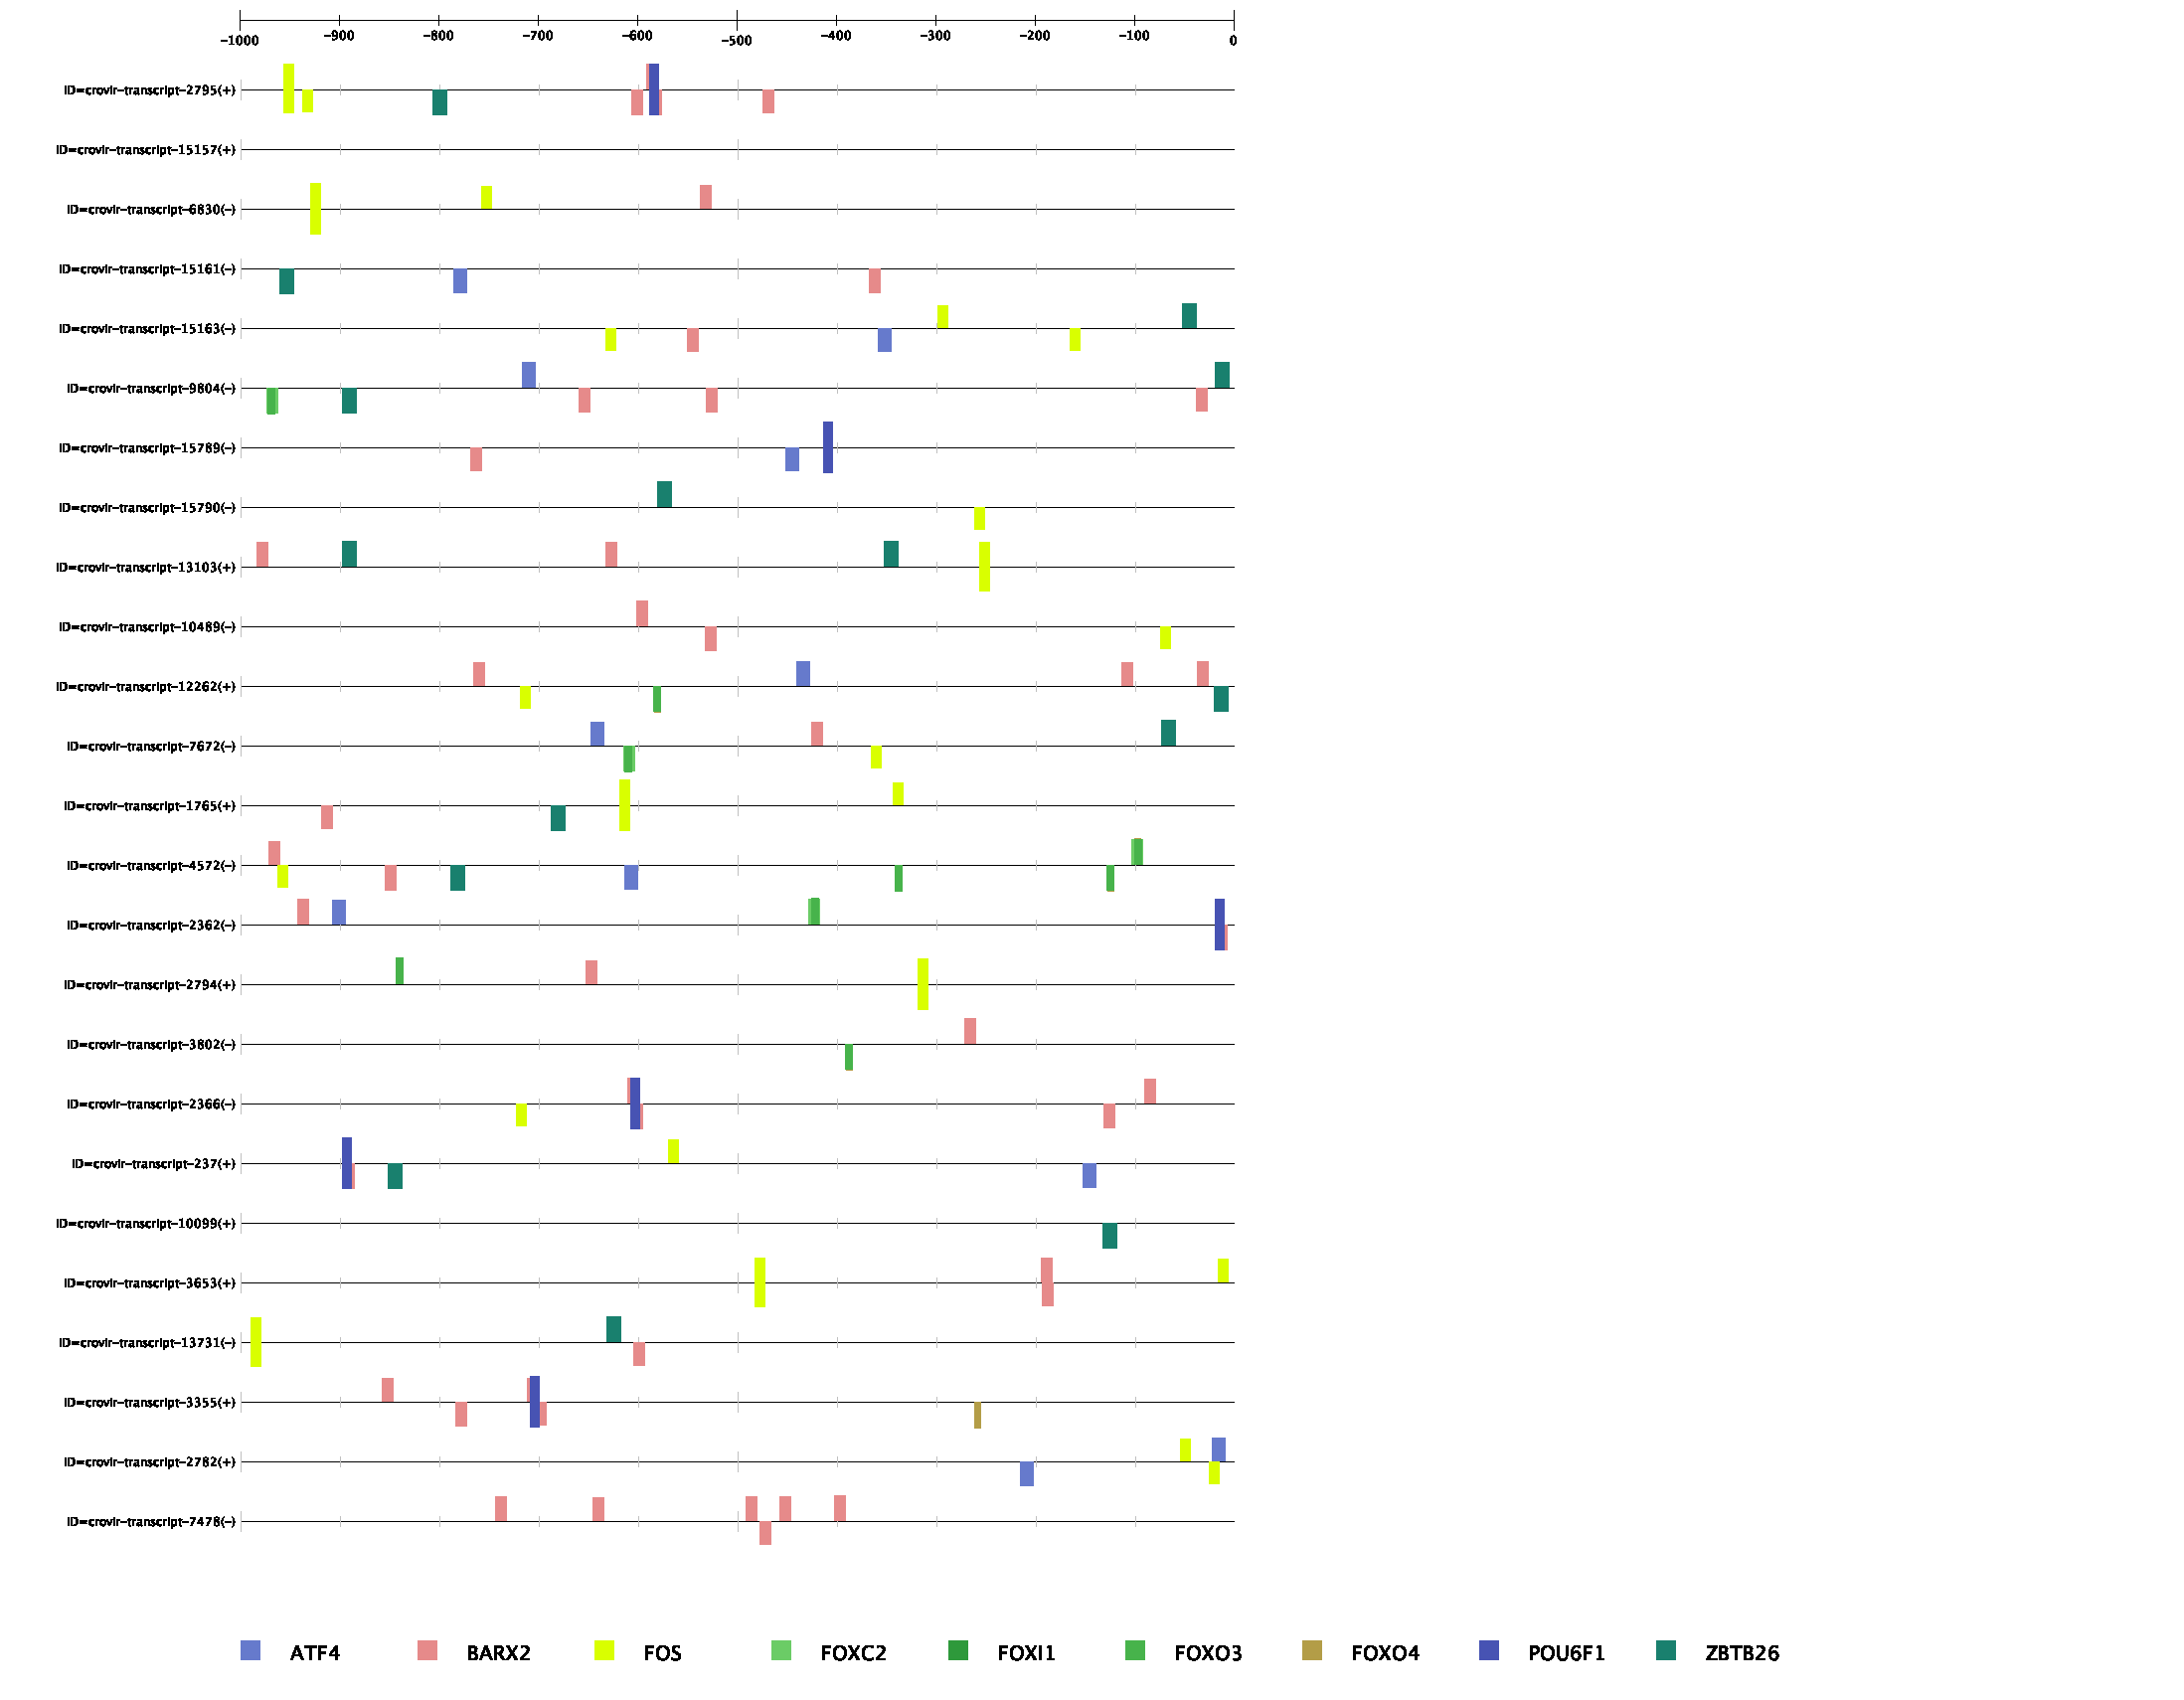 -1000 -900 -800 -700 -600 -500 -400 -300 -200 -100 0
ID=crovir-transcript-2795(+)
ID=crovir-transcript-15157(+)
ID=crovir-transcript-6830(-)
ID=crovir-transcript-15161(-)
ID=crovir-transcript-15163(-)
ID=crovir-transcript-9804(-)
ID=crovir-transcript-15789(-)
ID=crovir-transcript-15790(-)
ID=crovir-transcript-13103(+)
ID=crovir-transcript-10489(-)
ID=crovir-transcript-12262(+)
ID=crovir-transcript-7672(-)
ID=crovir-transcript-1765(+)
ID=crovir-transcript-4572(-)
ID=crovir-transcript-2362(-)
ID=crovir-transcript-2794(+)
ID=crovir-transcript-3802(-)
ID=crovir-transcript-2366(-)
ID=crovir-transcript-237(+)
ID=crovir-transcript-10099(+)
ID=crovir-transcript-3653(+)
ID=crovir-transcript-13731(-)
ID=crovir-transcript-3355(+)
ID=crovir-transcript-2782(+)
ID=crovir-transcript-7478(-)
ATF4 BARX2 FOS FOXC2 FOXI1 FOXO3 FOXO4 POU6F1 ZBTB26